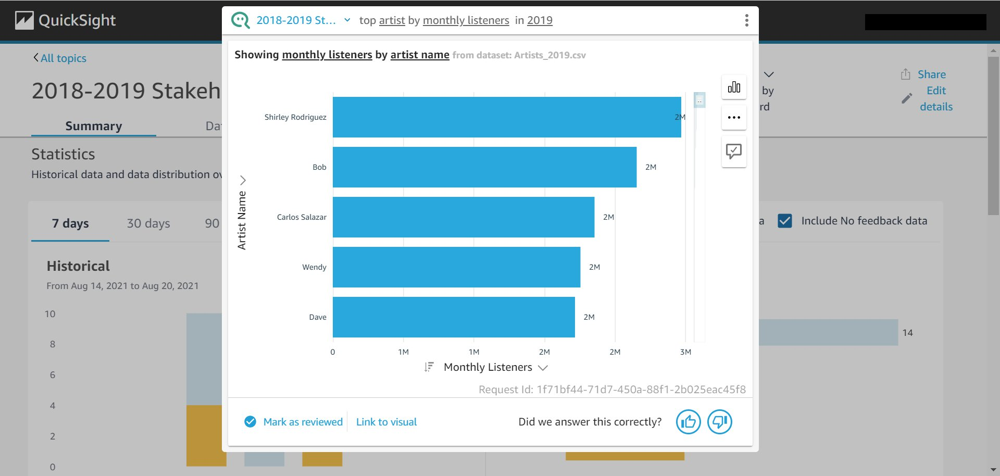 QuickSight
2018-2019 St...
top artist by monthly listeners in 2019
All topics
2018-2019 Stakeh
Summary
Da
Statistics
Historical data and data distribution ov
7 days
30 days
90
Historical
From Aug 14, 2021 to Aug 20, 2021
10
8
6
4
2
0
Showing monthly listeners by artist name from dataset: Artists_2019.csv
Artist Name
Shirley Rodriguez
2M
Bob
2M
Carlos Salazar
2M
Wendy
2M
Dave
2M
0
1M
1M
2M
2M
3M
Monthly Listeners
Request Id: 1f71bf44-71d7-450a-88f1-2b025eac45f8
Mark as reviewed
Link to visual
Did we answer this correctly?
by
rd
Share
Edit
details
a
Include No feedback data
14